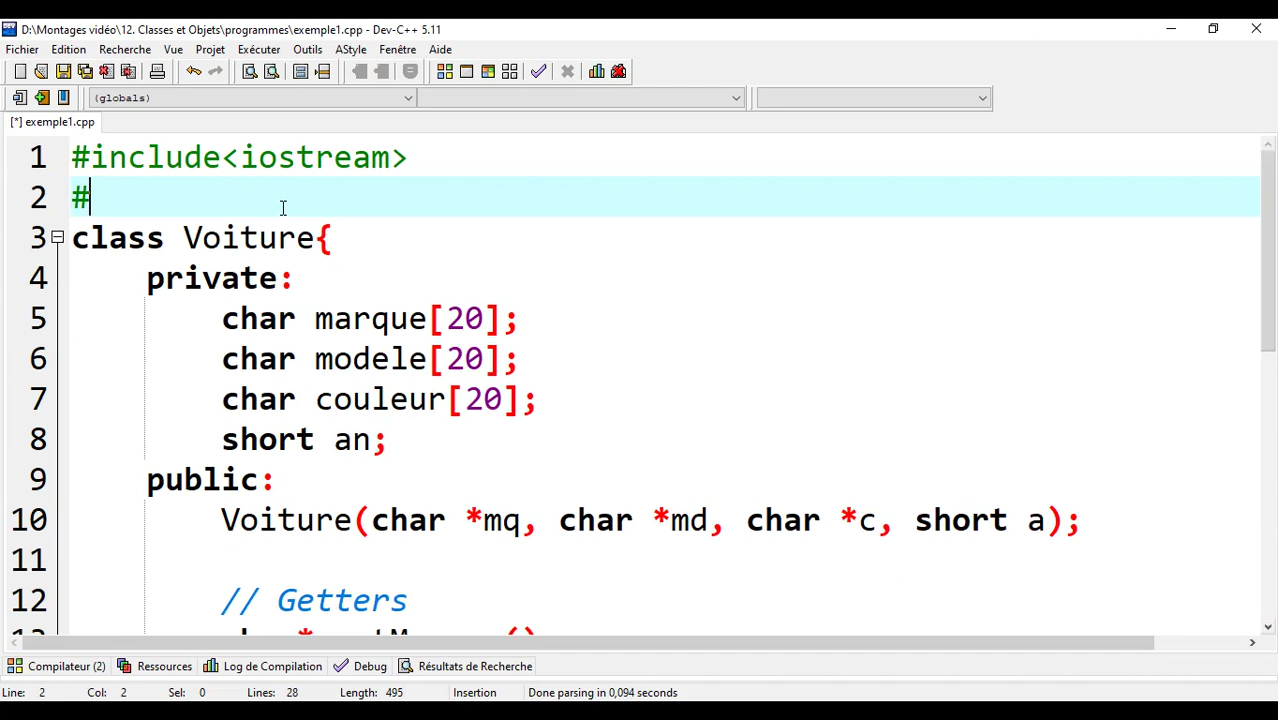 D:\Montages vidéo\12. Classes et Objets\programmes\exemple1.cpp - Dev-C++ 5.11
Fichier Edition Recherche Vue Projet Exécuter Outils AStyle Fenêtre Aide
(globals)
[*] exemple1.cpp
1 #include<iostream>
2 #
3 class Voiture{
4 private:
5 char marque[20];
6 char modele[20];
7 char couleur[20];
8 short an;
9 public:
10 Voiture(char *mq, char *md, char *c, short a);
11
12 // Getters
Compilateur (2) Ressources Log de Compilation Debug Résultats de Recherche
Line: 2 Col: 2 Sel: 0 Lines: 28 Length: 495 Insertion Done parsing in 0,094 seconds